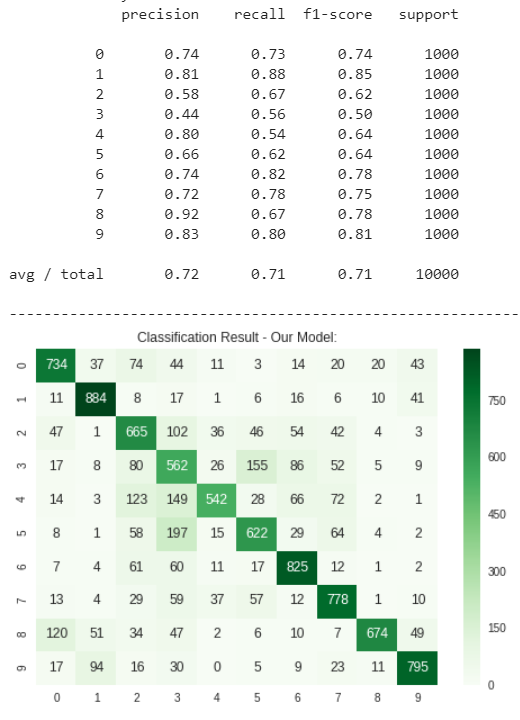 precision recall f1-score support
0 0.74 0.73 0.74 1000
1 0.81 0.88 0.85 1000
2 0.58 0.67 0.62 1000
3 0.44 0.56 0.50 1000
4 0.80 0.54 0.64 1000
5 0.66 0.62 0.64 1000
6 0.74 0.82 0.78 1000
7 0.72 0.78 0.75 1000
8 0.92 0.67 0.78 1000
9 0.83 0.80 0.81 1000
avg / total 0.72 0.71 0.71 10000
Classification Result - Our Model:
0 734 37 74 44 11 3 14 20 20 43
1 11 884 8 17 1 6 16 6 10 41
2 47 1 665 102 36 46 54 42 4 3
3 17 8 80 562 26 155 86 52 5 9
4 14 3 123 149 542 28 66 72 2 1
5 8 1 58 197 15 622 29 64 4 2
6 7 4 61 60 11 17 825 12 1 2
7 13 4 29 59 37 57 12 778 1 10
8 120 51 34 47 2 6 10 7 674 49
9 17 94 16 30 0 5 9 23 11 795
0 1 2 3 4 5 6 7 8 9
750
600
450
300
150
0